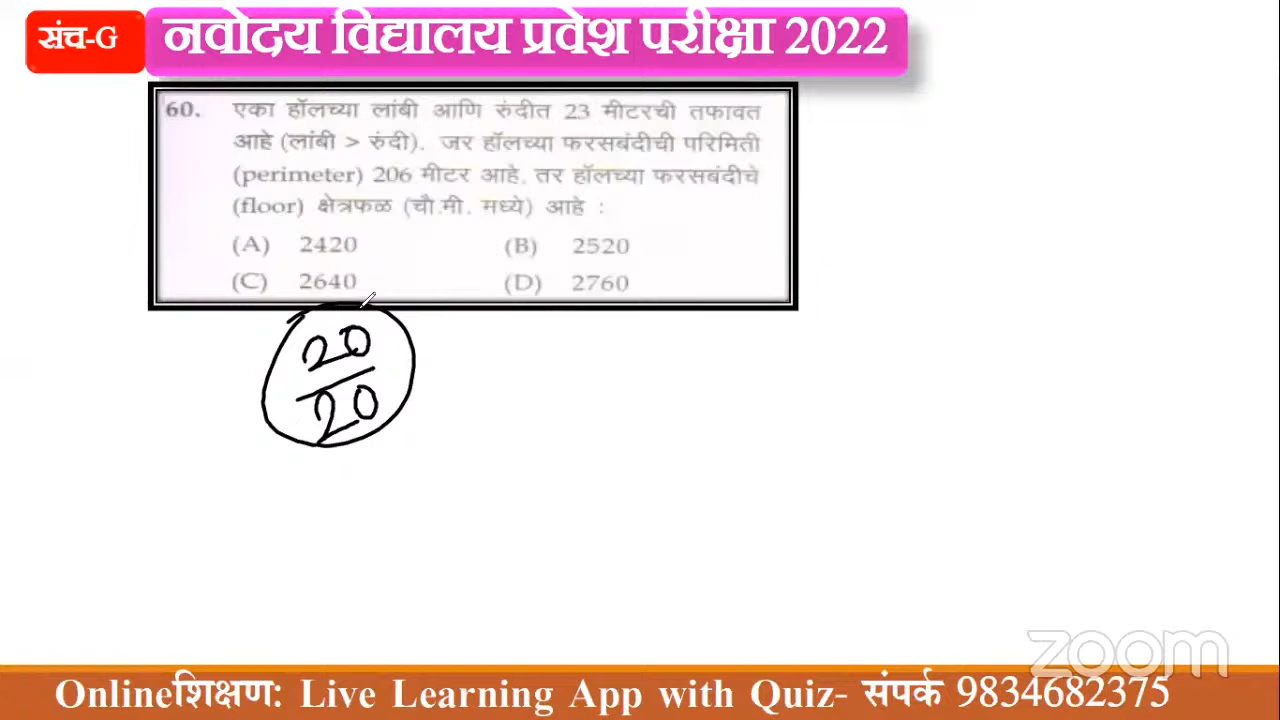 संच-G
नवोदय विद्यालय प्रवेश परीक्षा 2022
60. एका हॉलच्या लांबी आणि रुंदीत 23 मीटरची तफावत
आहे (लांबी > रुंदी). जर हॉलच्या फरसबंदीची परिमिती
(perimeter) 206 मीटर आहे, तर हॉलच्या फरसबंदीचे
(floor) क्षेत्रफळ (चौ.मी. मध्ये) आहे :
(A) 2420 (B) 2520
(C) 2640 (D) 2760
20
20
zoom
Onlineशिक्षण: Live Learning App with Quiz- संपर्क 9834682375